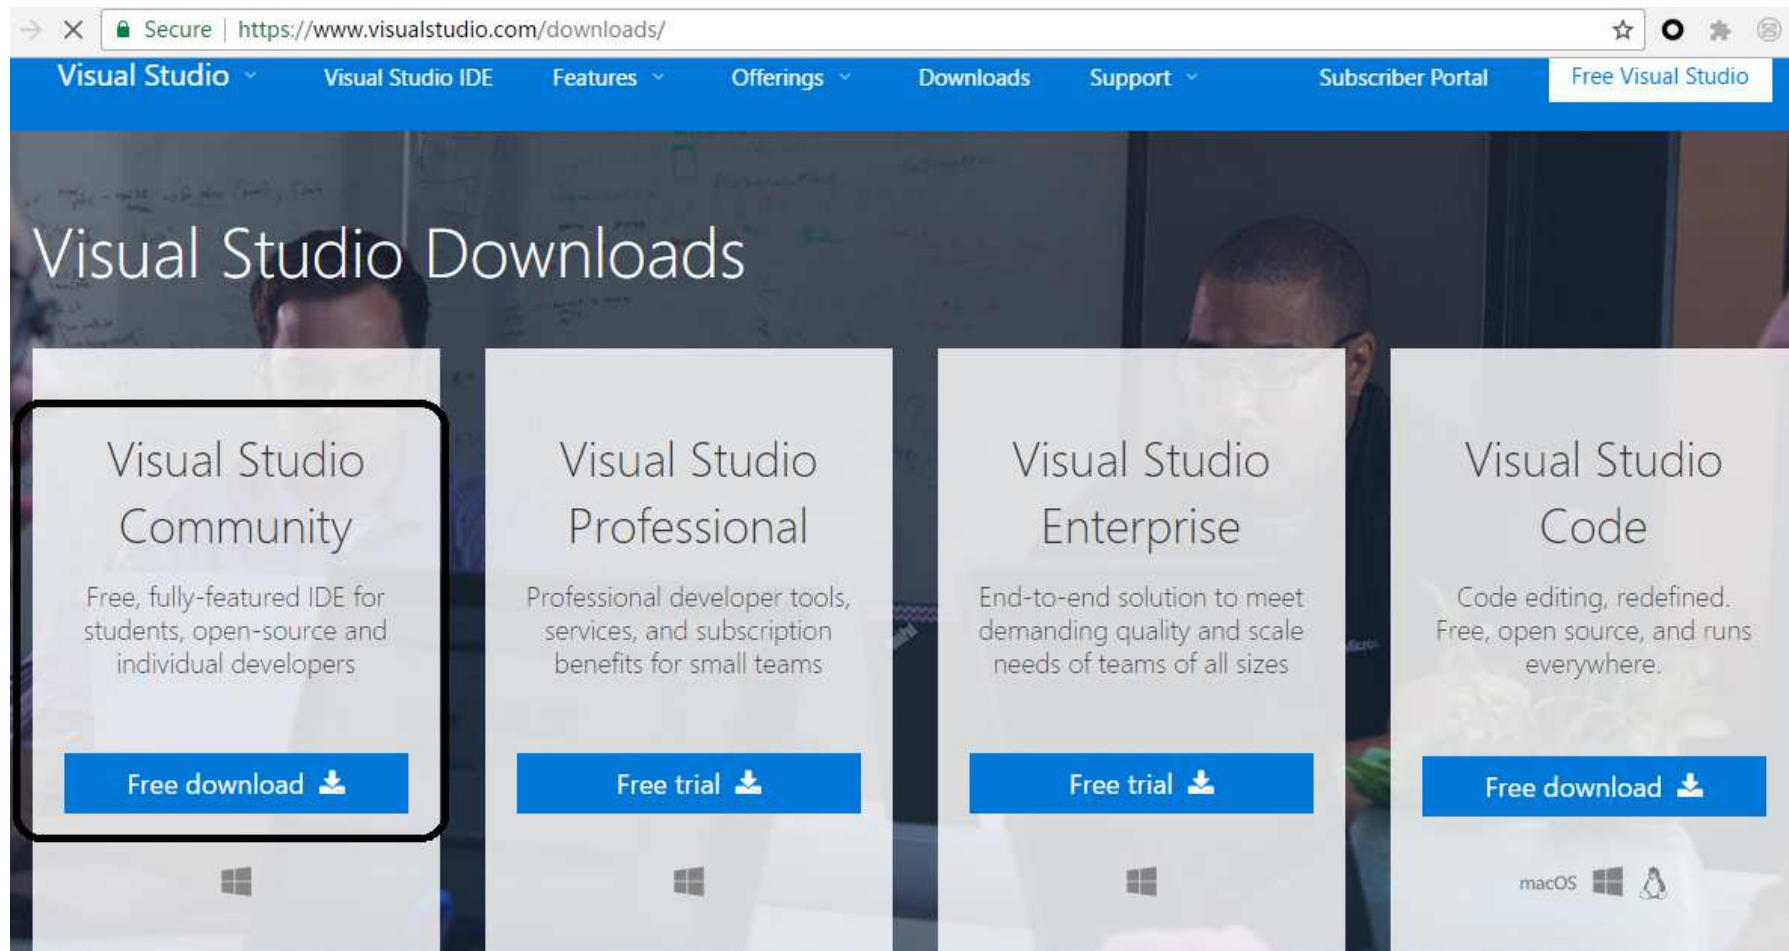 Secure | https://www.visualstudio.com/downloads/
Visual Studio Visual Studio IDE Features Offerings Downloads Support Subscriber Portal Free Visual Studio
Visual Studio Downloads
Visual Studio
Community
Free, fully-featured IDE for
students, open-source and
individual developers
Free download
Visual Studio
Professional
Professional developer tools,
services, and subscription
benefits for small teams
Free trial
Visual Studio
Enterprise
End-to-end solution to meet
demanding quality and scale
needs of teams of all sizes
Free trial
Visual Studio
Code
Code editing, redefined.
Free, open source, and runs
everywhere.
Free download
macOS